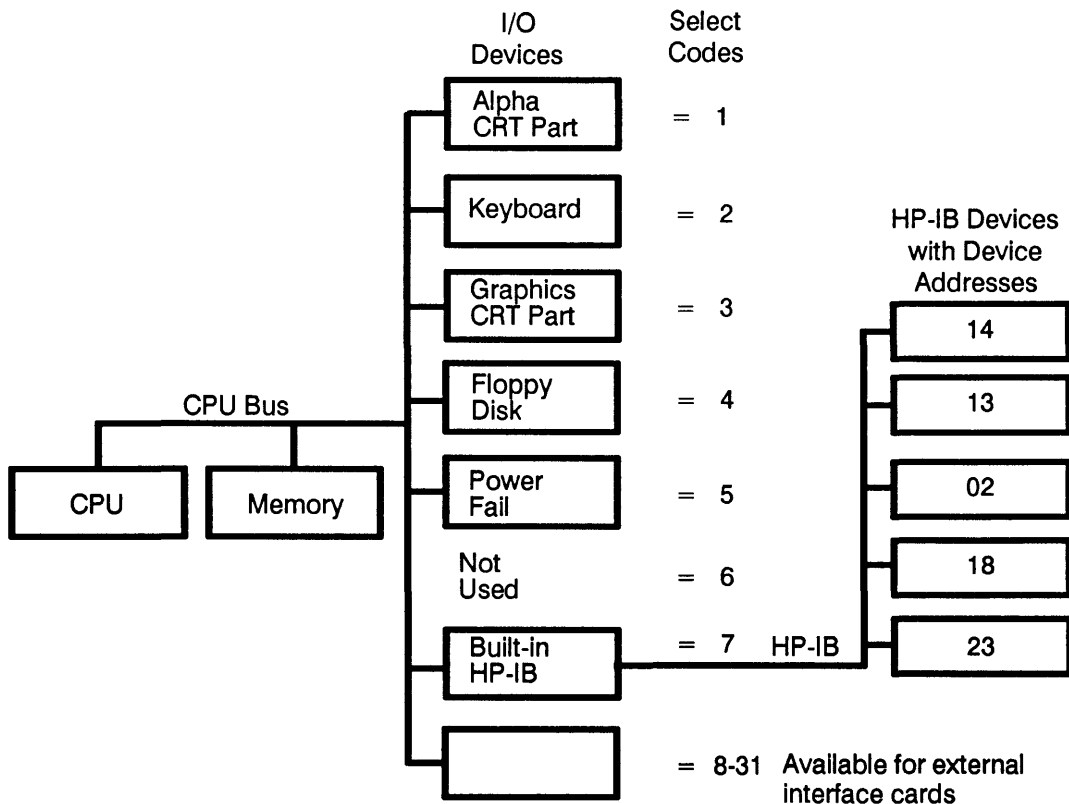 I/O
Devices
Select
Codes
Alpha
CRT Part
= 1
Keyboard
= 2
HP-IB Devices
with Device
Addresses
Graphics
CRT Part
= 3
14
Floppy
Disk
= 4
13
CPU Bus
CPU
Memory
Power
Fail
= 5
02
Not
Used
= 6
18
Built-in
HP-IB
= 7
HP-IB
23
= 8-31 Available for external
interface cards